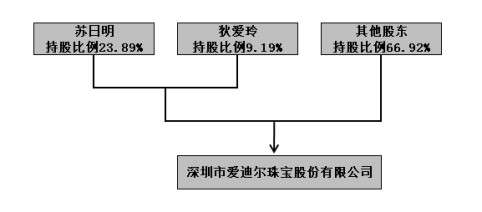 苏日明
持股比例23.89%
狄爱玲
持股比例9.19%
其他股东
持股比例66.92%
深圳市爱迪尔珠宝股份有限公司